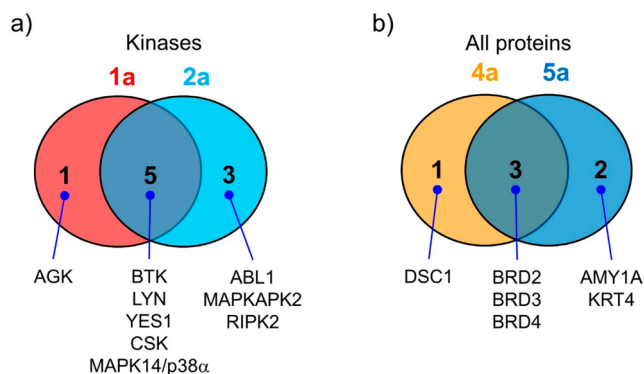 a)
Kinases
1a 2a
1 5 3
AGK BTK ABL1
LYN MAPKAPK2
YES1 RIPK2
CSK
MAPK14/p38α
b)
All proteins
4a 5a
1 3 2
DSC1 BRD2 AMY1A
BRD3 KRT4
BRD4